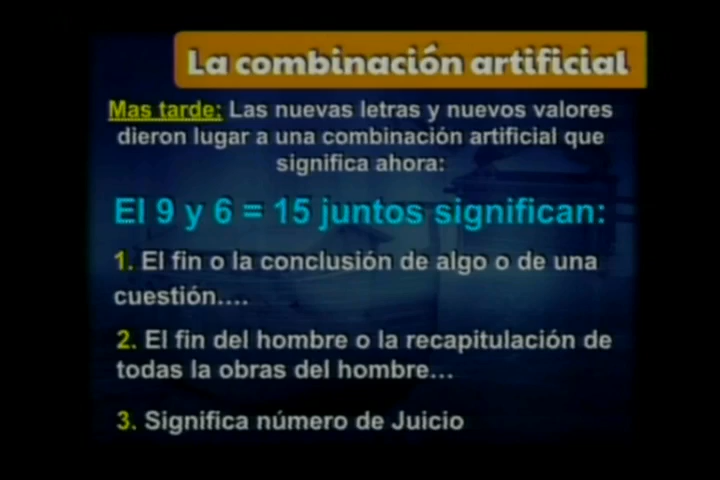 La combinación artificial
Mas tarde: Las nuevas letras y nuevos valores
dieron lugar a una combinación artificial que
significa ahora:
El 9 y 6 = 15 juntos significan:
1. El fin o la conclusión de algo o de una
cuestión....
2. El fin del hombre o la recapitulación de
todas la obras del hombre...
3. Significa número de Juicio